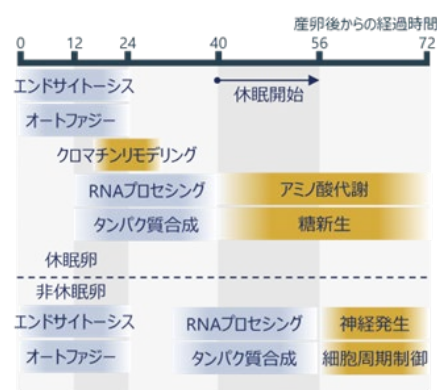 産卵後からの経過時間
0 12 24 40 56 72
エンドサイトーシス
休眠開始
オートファジー
クロマチンリモデリング
RNAプロセシング アミノ酸代謝
タンパク質合成 糖新生
休眠卵
非休眠卵
エンドサイトーシス RNAプロセシング 神経発生
オートファジー タンパク質合成 細胞周期制御